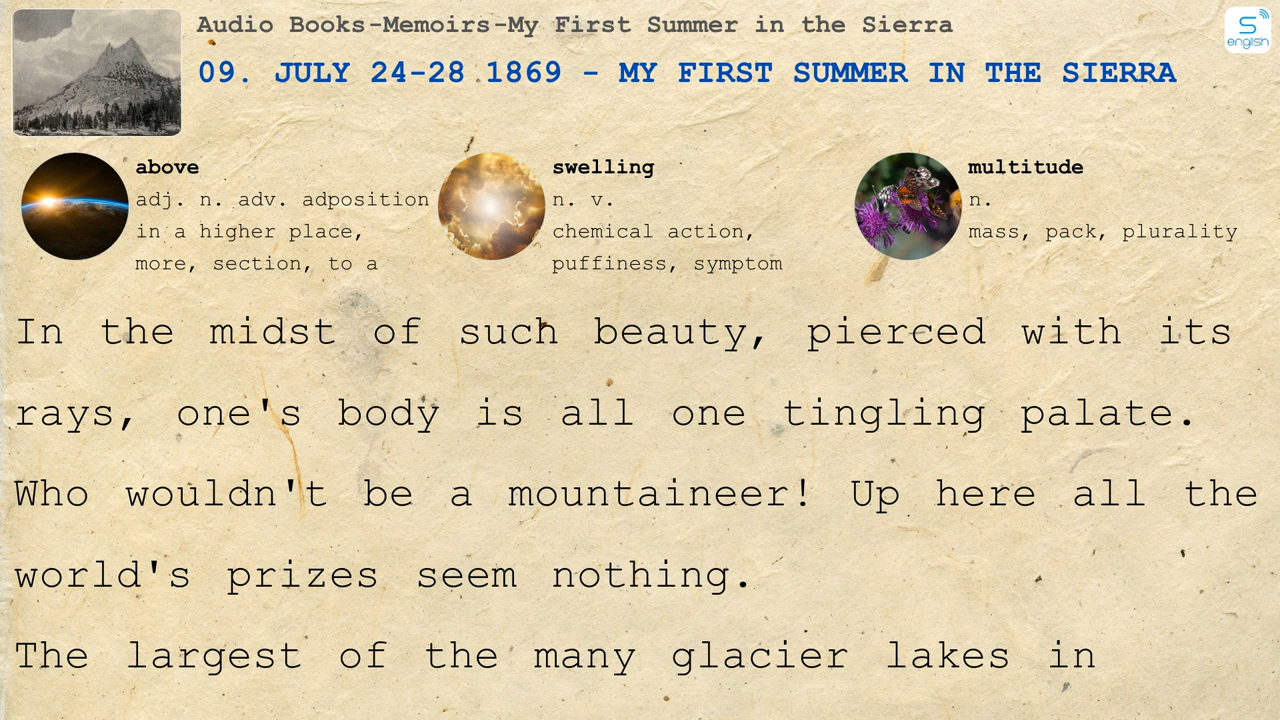 Audio Books-Memoirs-My First Summer in the Sierra
09. JULY 24-28 1869 - MY FIRST SUMMER IN THE SIERRA
S
english
above
adj. n. adv. adposition
in a higher place,
more, section, to a
swelling
n. v.
chemical action,
puffiness, symptom
multitude
n.
mass, pack, plurality
In the midst of such beauty, pierced with its
rays, one's body is all one tingling palate.
Who wouldn't be a mountaineer! Up here all the
world's prizes seem nothing.
The largest of the many glacier lakes in